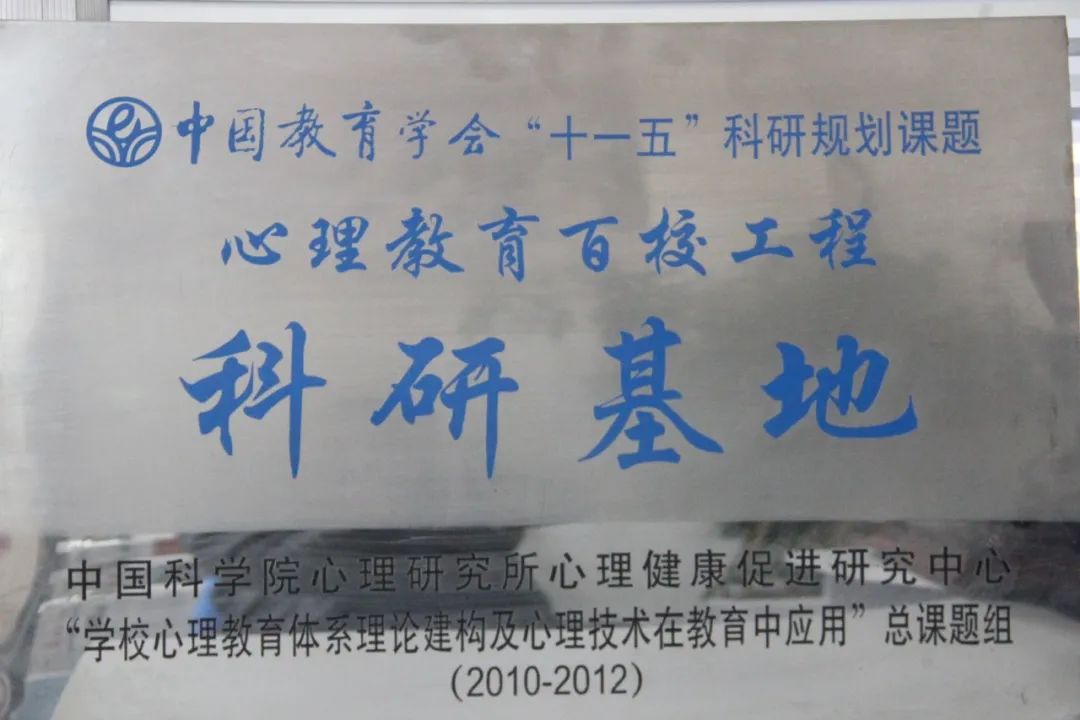 中国教育学会“十一五”科研规划课题
心理教育百校工程
科研基地
中国科学院心理研究所心理健康促进研究中心
“学校心理教育体系理论建构及心理技术在教育中应用”总课题组
(2010-2012)